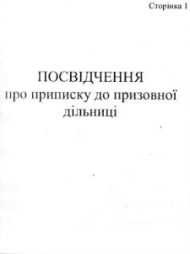 Сторінка 1
ПОСВІДЧЕННЯ
про приписку до призовної
дільниці